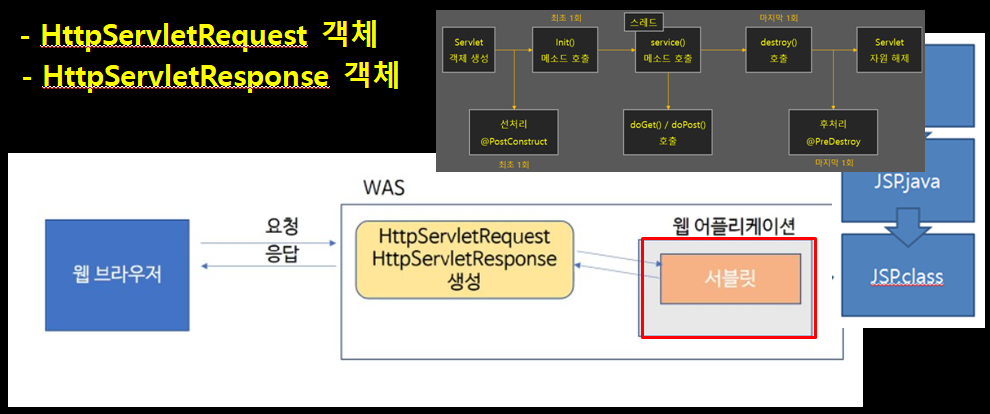 - HttpServletRequest 객체
- HttpServletResponse 객체
최초 1회
스레드
마지막 1회
Servlet
객체 생성
Init()
메소드 호출
service()
메소드 호출
destroy()
호출
Servlet
자원 해제
선처리
@PostConstruct
doGet() / doPost()
호출
후처리
@PreDestroy
최초 1회
마지막 1회
JSP.java
JSP.class
WAS
웹 브라우저
요청
응답
HttpServletRequest
HttpServletResponse
생성
웹 어플리케이션
서블릿